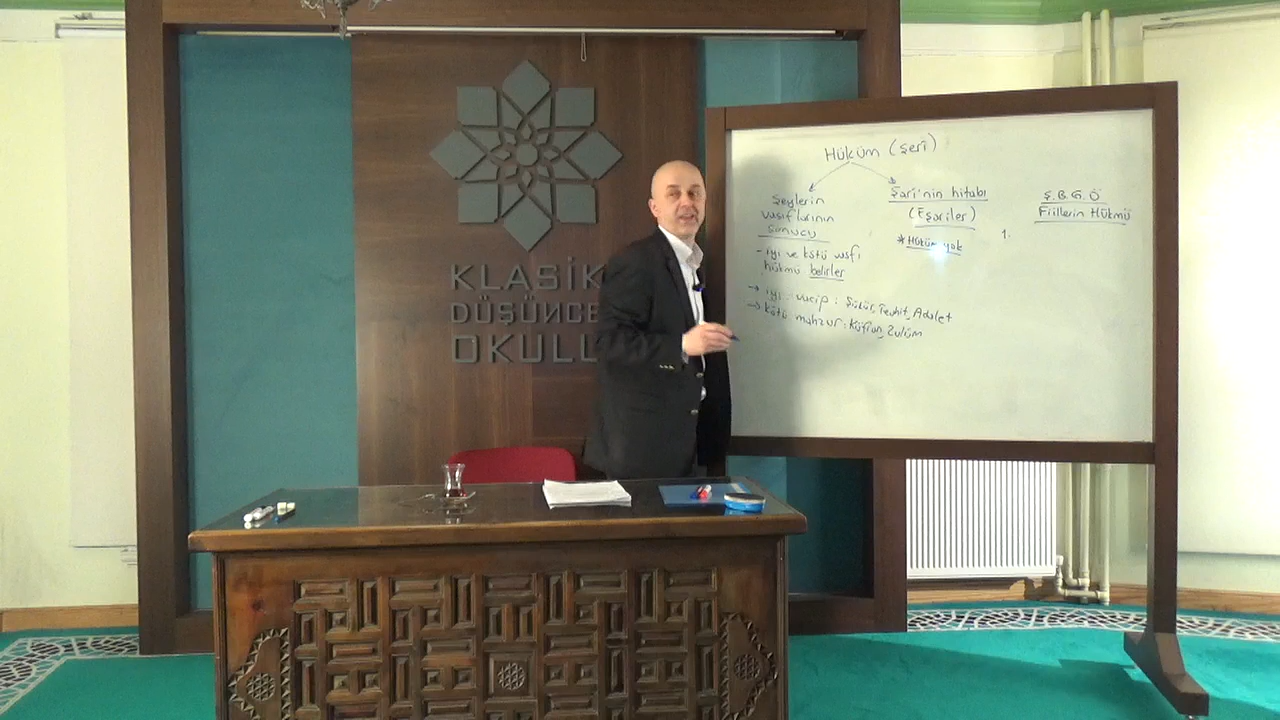 KLASİK
DÜŞÜNCE
OKULU
Hüküm (Şerî)
Şeylerin
vasıflarının
sonucu
- iyi ve kötü vasfı
hükmü belirler
→ iyi : vacip : Şükür, Tevhit, Adalet
→ kötü mahzur : Küfran, Zulüm
Şari'nin hitabı
(Eşariler)
* Hüküm yok
1.
Ş.B.G.Ö
Fiillerin Hükmü